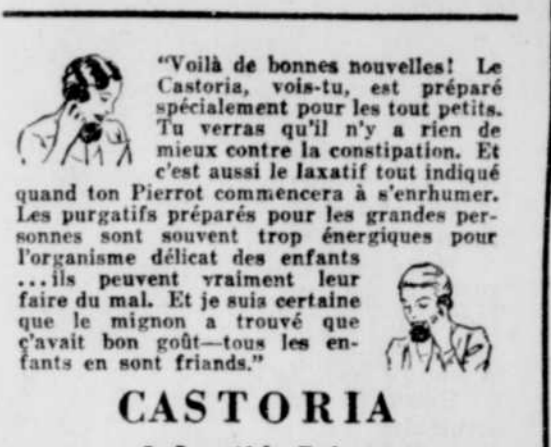 "Voilà de bonnes nouvelles! Le
Castoria, vois-tu, est préparé
spécialement pour les tout petits.
Tu verras qu'il n'y a rien de
mieux contre la constipation. Et
c'est aussi le laxatif tout indiqué
quand ton Pierrot commencera à s'enrhumer.
Les purgatifs préparés pour les grandes per-
sonnes sont souvent trop énergiques pour
l'organisme délicat des enfants
...ils peuvent vraiment leur
faire du mal. Et je suis certaine
que le mignon a trouvé que
ç'avait bon goût—tous les en-
fants en sont friands."
CASTORIA